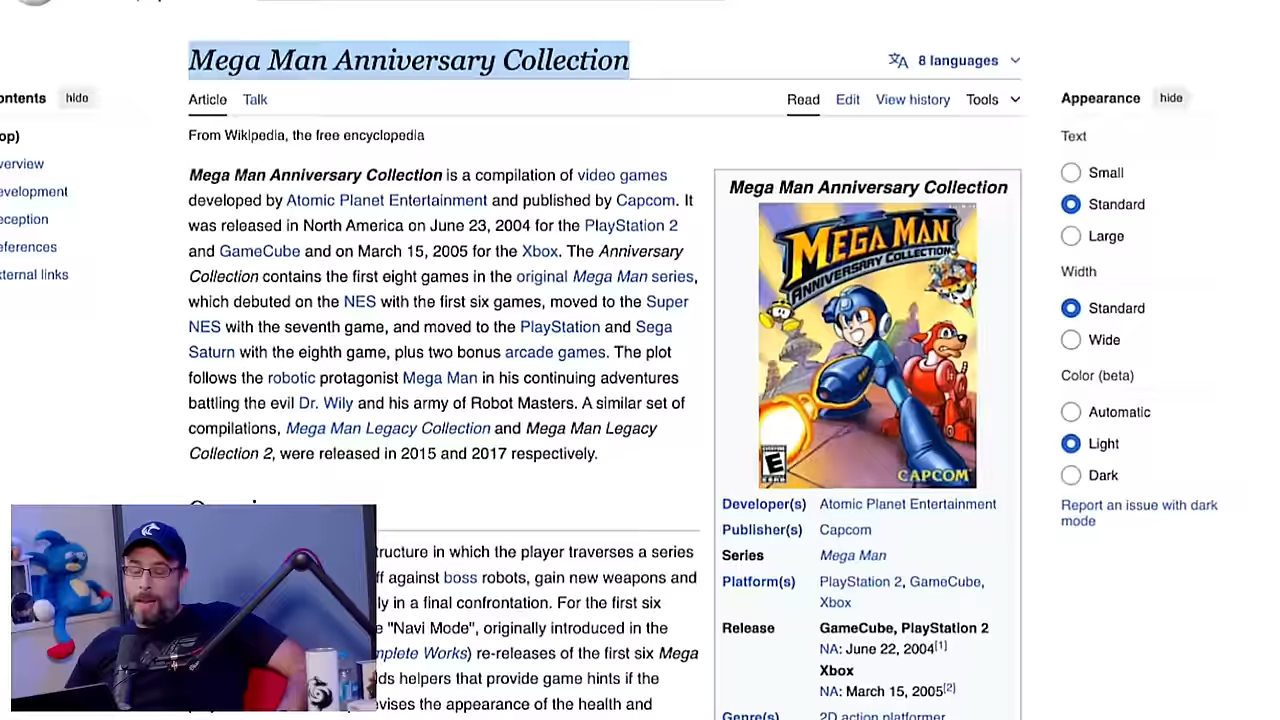 Mega Man Anniversary Collection
8 languages
ontents hide
Article Talk
Read Edit View history Tools
Appearance hide
From Wikipedia, the free encyclopedia
op)
verview
evelopment
eception
eferences
xternal links
Mega Man Anniversary Collection is a compilation of video games
developed by Atomic Planet Entertainment and published by Capcom. It
was released in North America on June 23, 2004 for the PlayStation 2
and GameCube and on March 15, 2005 for the Xbox. The Anniversary
Collection contains the first eight games in the original Mega Man series,
which debuted on the NES with the first six games, moved to the Super
NES with the seventh game, and moved to the PlayStation and Sega
Saturn with the eighth game, plus two bonus arcade games. The plot
follows the robotic protagonist Mega Man in his continuing adventures
battling the evil Dr. Wily and his army of Robot Masters. A similar set of
compilations, Mega Man Legacy Collection and Mega Man Legacy
Collection 2, were released in 2015 and 2017 respectively.
ructure in which the player traverses a series
ff against boss robots, gain new weapons and
ly in a final confrontation. For the first six
e "Navi Mode", originally introduced in the
mplete Works) re-releases of the first six Mega
ds helpers that provide game hints if the
evises the appearance of the health and
Mega Man Anniversary Collection
MEGA MAN
ANNIVERSARY COLLECTION
EVERYONE
E
ESRB
CAPCOM
Developer(s) Atomic Planet Entertainment
Publisher(s) Capcom
Series Mega Man
Platform(s) PlayStation 2, GameCube,
Xbox
Release GameCube, PlayStation 2
NA: June 22, 2004[1]
Xbox
NA: March 15, 2005[2]
Genre(s) 2D action platformer
Text
Small
Standard
Large
Width
Standard
Wide
Color (beta)
Automatic
Light
Dark
Report an issue with dark
mode